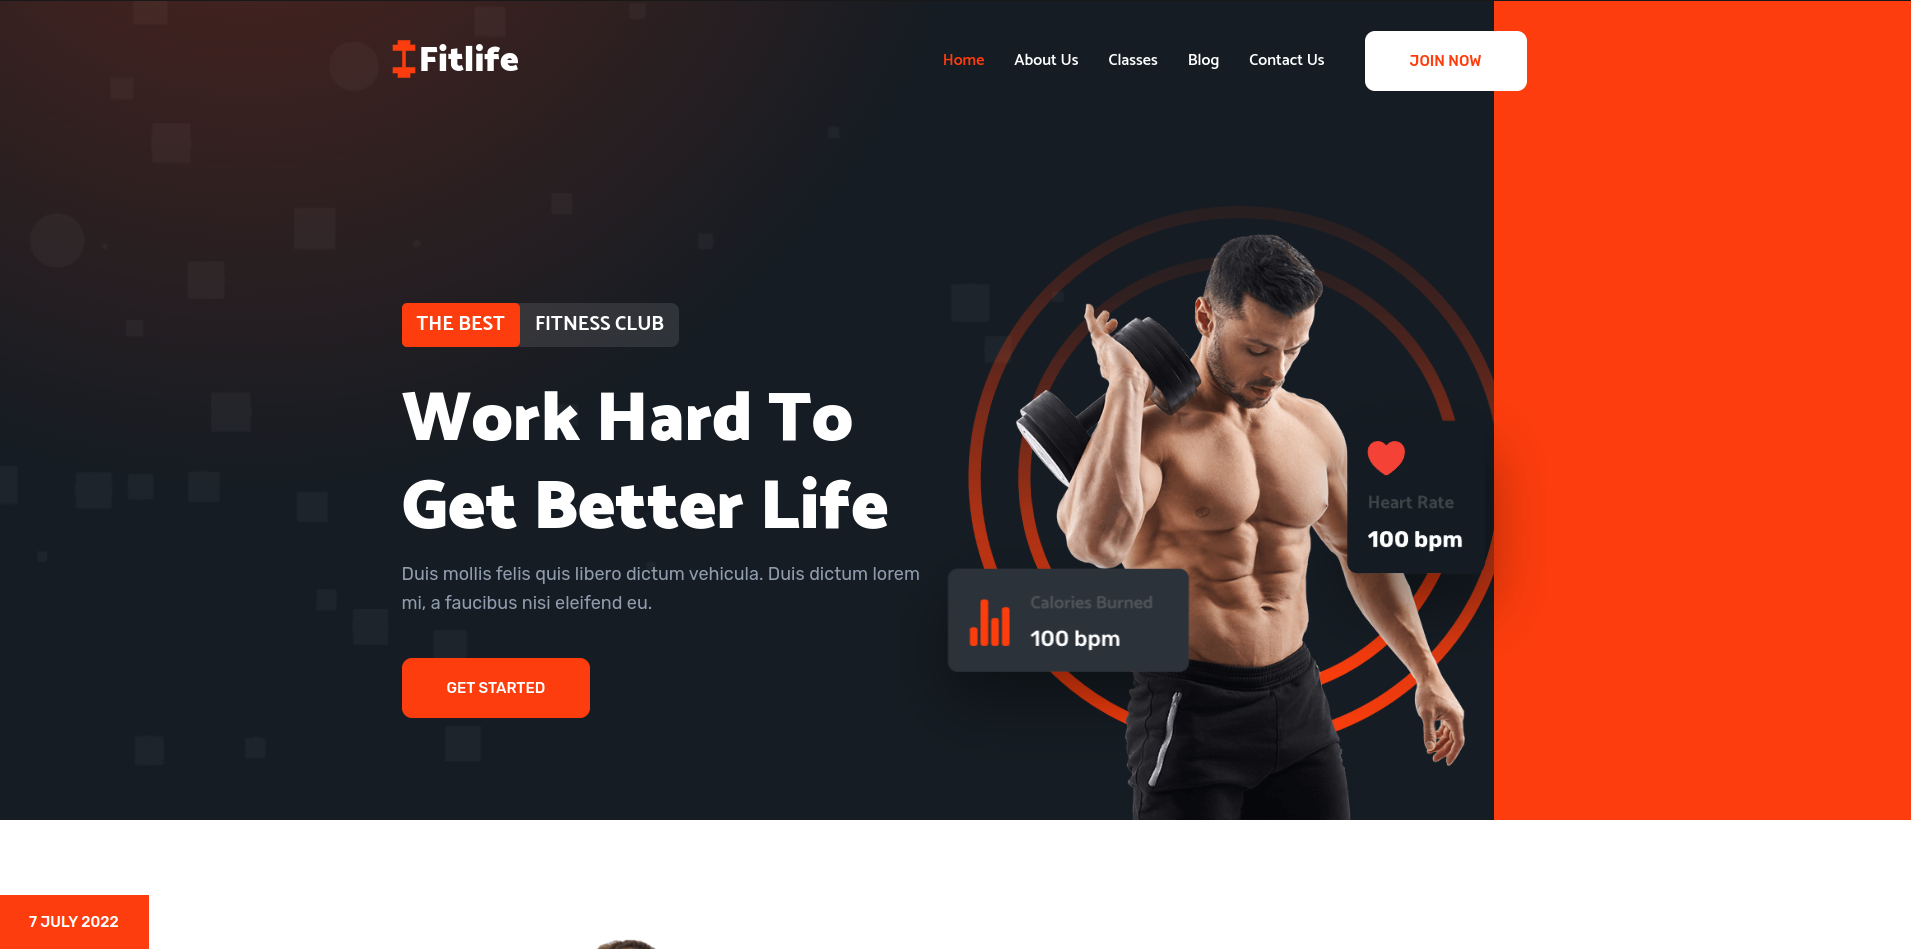 Fitlife
Home About Us Classes Blog Contact Us JOIN NOW
THE BEST FITNESS CLUB
Work Hard To
Get Better Life
Duis mollis felis quis libero dictum vehicula. Duis dictum lorem
mi, a faucibus nisi eleifend eu.
GET STARTED
Heart Rate
100 bpm
Calories Burned
100 bpm
7 JULY 2022